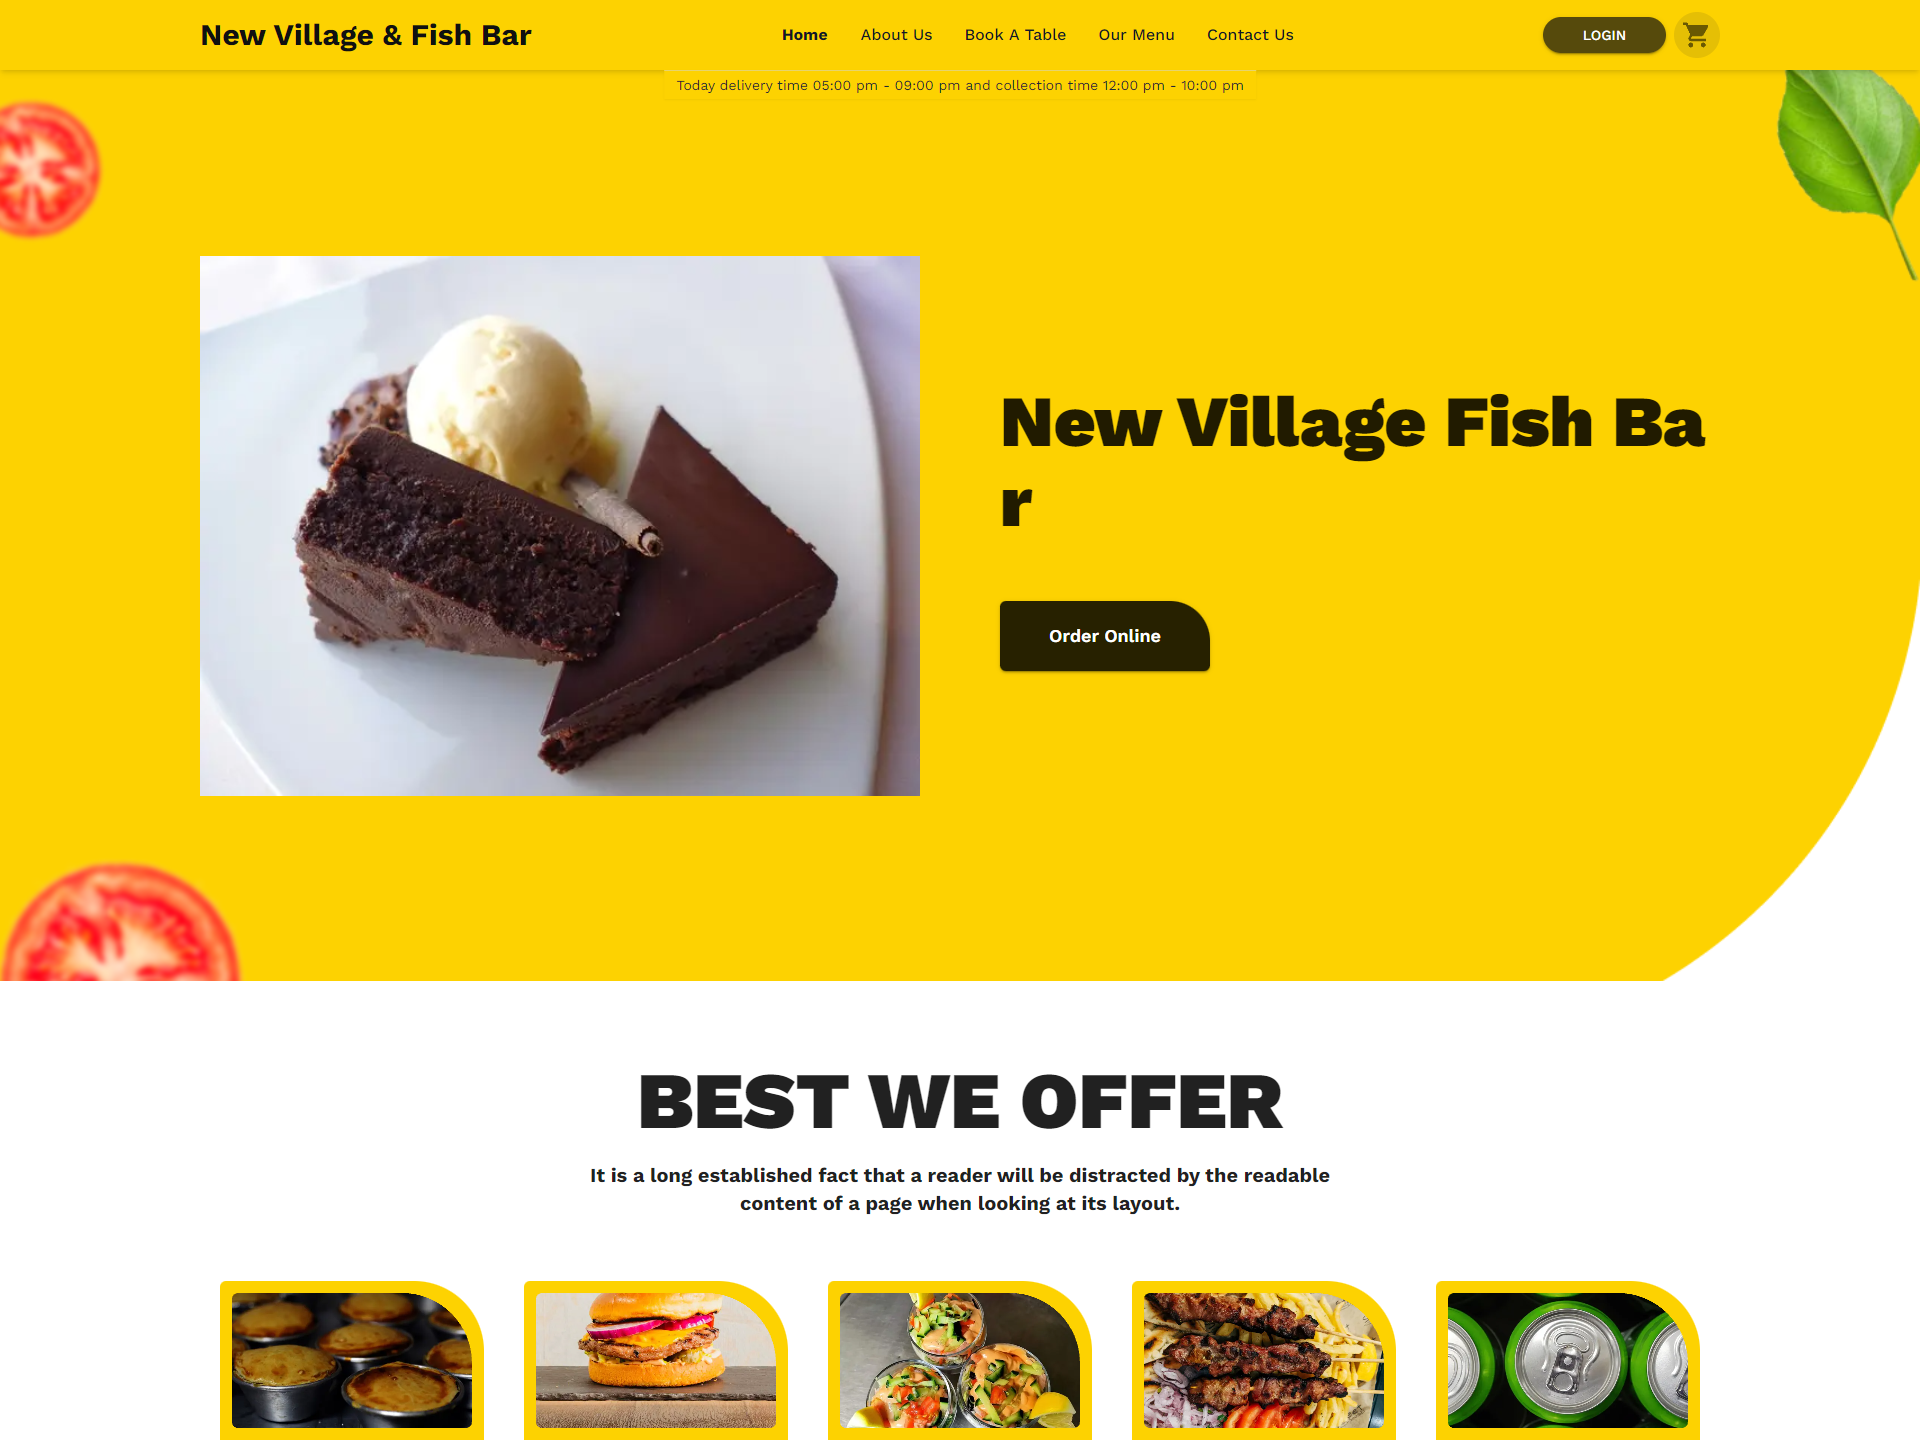 New Village & Fish Bar
Home
About Us
Book A Table
Our Menu
Contact Us
LOGIN
Today delivery time 05:00 pm - 09:00 pm and collection time 12:00 pm - 10:00 pm
New Village Fish Ba
r
Order Online
BEST WE OFFER
It is a long established fact that a reader will be distracted by the readable
content of a page when looking at its layout.